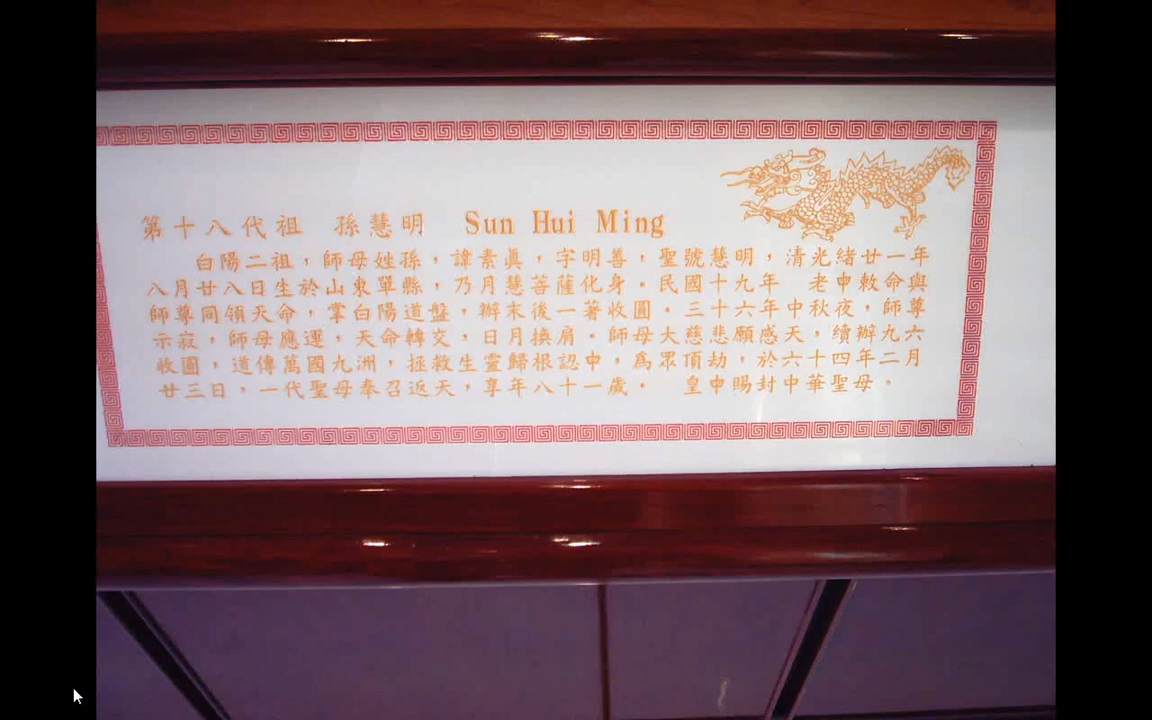 第十八代祖　孫慧明　Sun Hui Ming
白陽二祖，師母姓孫，諱素眞，字明善，聖號慧明，清光緒廿一年
八月廿八日生於山東單縣，乃月慧菩薩化身。民國十九年　老申敕命與
師尊同領天命，掌白陽道盤，辦末後一著收圓。三十六年中秋夜，師尊
示寂，師母應運，天命轉交，日月換肩。師母大慈悲願感天，續辦九六
收圓，道傳萬國九洲，拯救生靈歸根認申，為眾頂劫，於六十四年二月
廿三日，一代聖母奉召返天，享年八十一歲。　皇申賜封中華聖母。